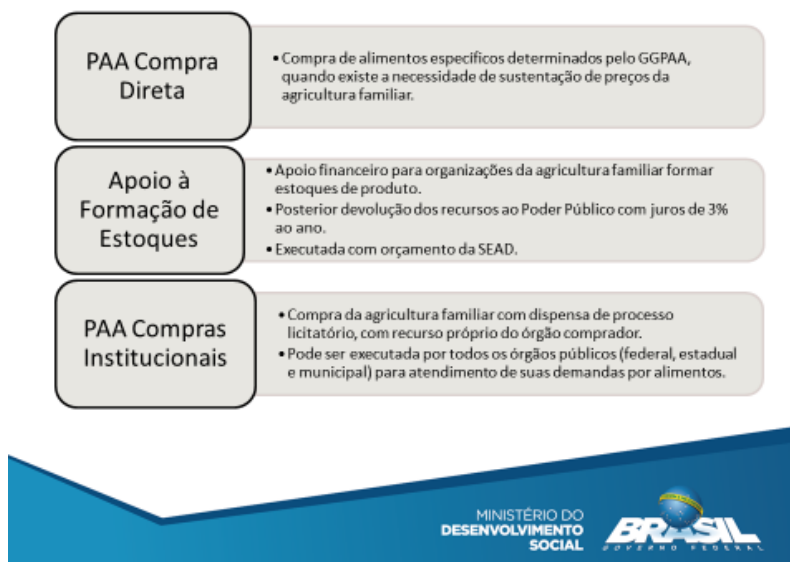 PAA Compra
Direta
• Compra de alimentos específicos determinados pelo GGPAA,
quando existe a necessidade de sustentação de preços da
agricultura familiar.
Apoio à
Formação de
Estoques
• Apoio financeiro para organizações da agricultura familiar formar
estoques de produto.
• Posterior devolução dos recursos ao Poder Público com juros de 3%
ao ano.
• Executada com orçamento da SEAD.
PAA Compras
Institucionais
• Compra da agricultura familiar com dispensa de processo
licitatório, com recurso próprio do órgão comprador.
• Pode ser executada por todos os órgãos públicos (federal, estadual
e municipal) para atendimento de suas demandas por alimentos.
MINISTÉRIO DO
DESENVOLVIMENTO
SOCIAL
BRASIL
GOVERNO FEDERAL